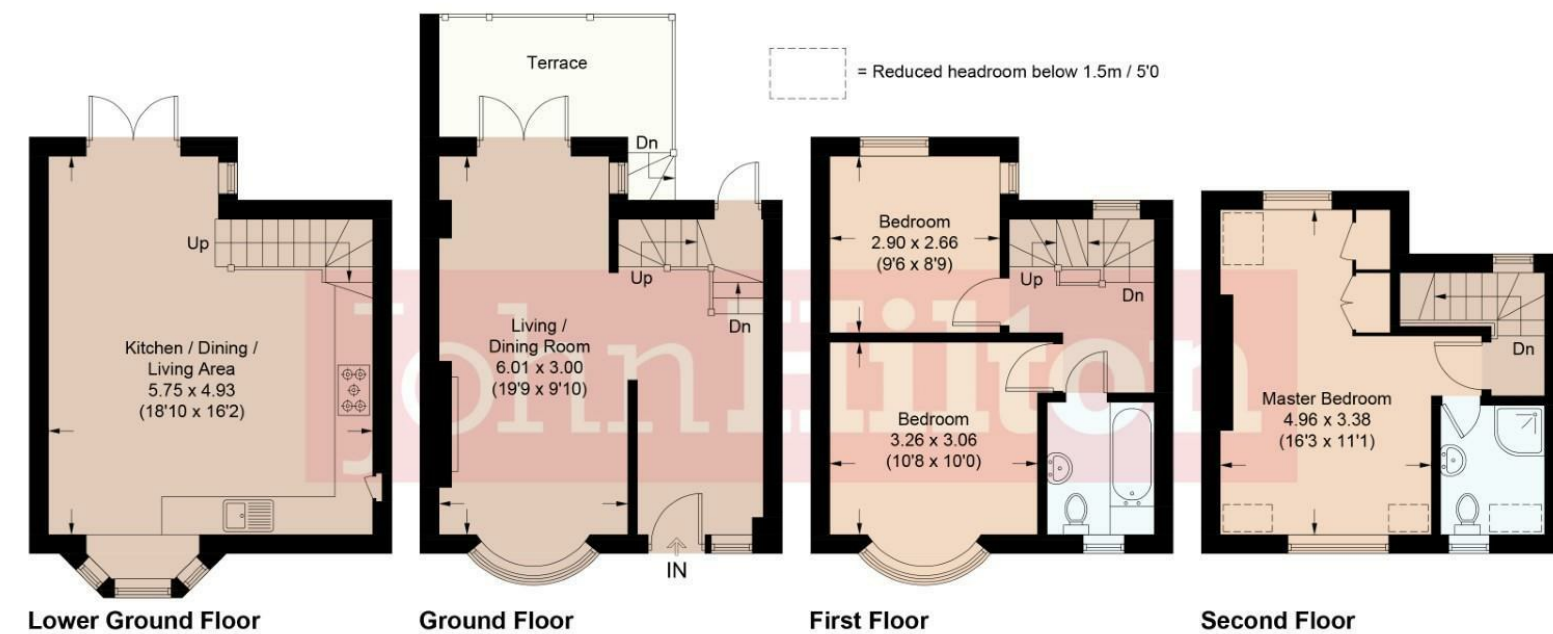 Terrace
= Reduced headroom below 1.5m / 5'0
Dn
Up
Kitchen / Dining /
Living Area
5.75 x 4.93
(18'10 x 16'2)
Up
Dn
Living /
Dining Room
6.01 x 3.00
(19'9 x 9'10)
IN
Bedroom
2.90 x 2.66
(9'6 x 8'9)
Up
Dn
Bedroom
3.26 x 3.06
(10'8 x 10'0)
Dn
Master Bedroom
4.96 x 3.38
(16'3 x 11'1)
JohnHilton
Lower Ground Floor
Ground Floor
First Floor
Second Floor